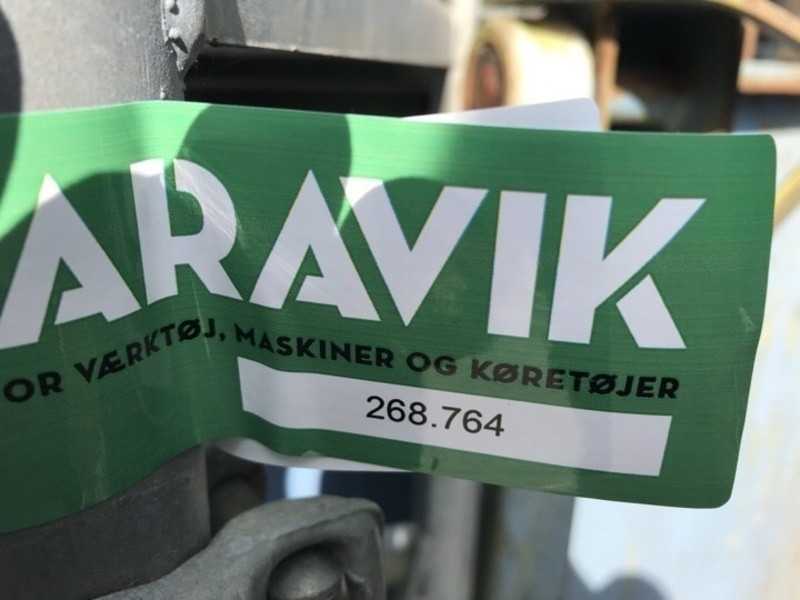 ARAVIK
OR VÆRKTØJ, MASKINER OG KØRETØJER
268.764